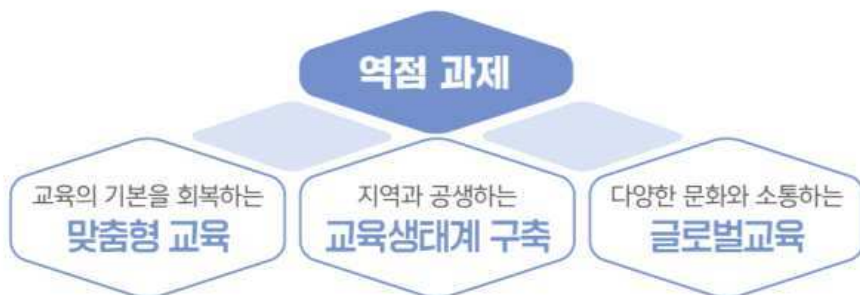 역점 과제
교육의 기본을 회복하는
맞춤형 교육
지역과 공생하는
교육생태계 구축
다양한 문화와 소통하는
글로벌교육